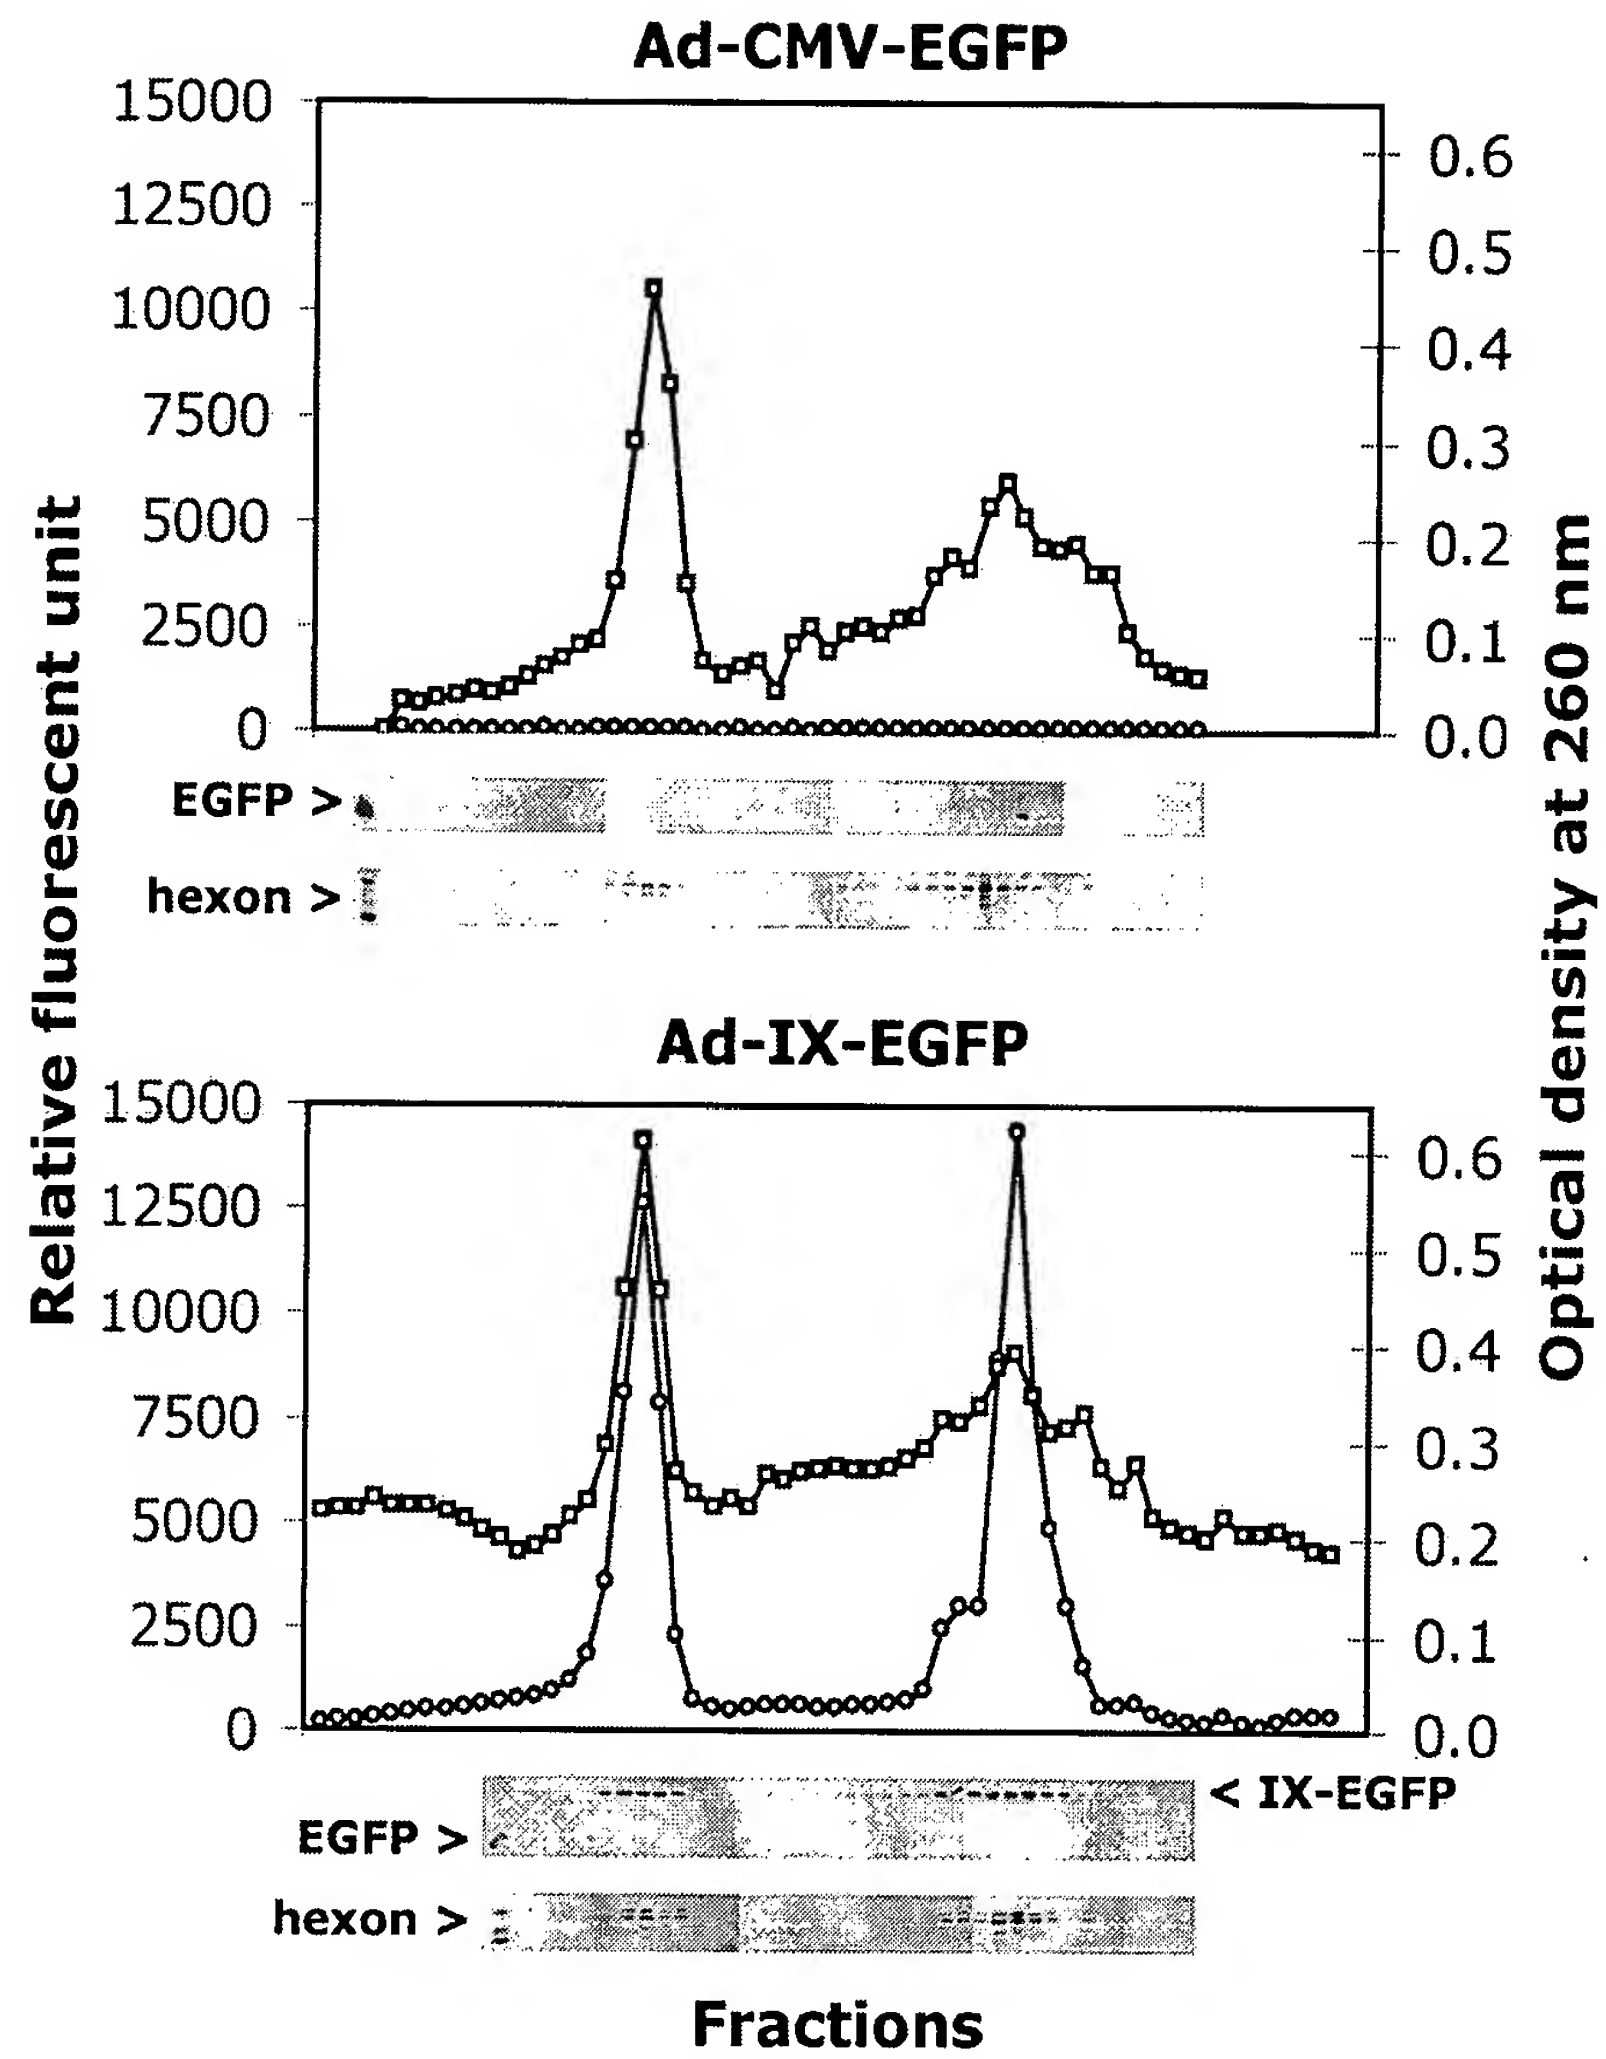 Ad-CMV-EGFP
15000
12500
10000
7500
5000
2500
0
0.6
0.5
0.4
0.3
0.2
0.1
0.0
EGFP >
hexon >
Relative fluorescent unit
Optical density at 260 nm
Ad-IX-EGFP
15000
12500
10000
7500
5000
2500
0
0.6
0.5
0.4
0.3
0.2
0.1
0.0
< IX-EGFP
EGFP >
hexon >
Fractions